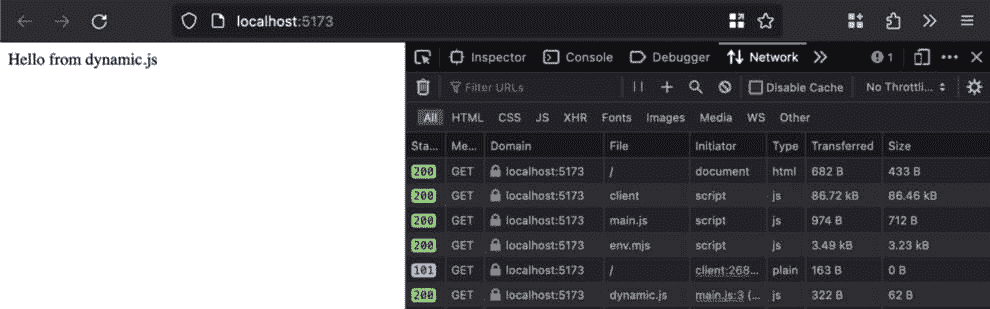 localhost:5173
Hello from dynamic.js
Inspector Console Debugger Network 1
Filter URLs Disable Cache No Throttli...
All HTML CSS JS XHR Fonts Images Media WS Other
Sta... Me... Domain File Initiator Type Transferred Size
200 GET localhost:5173 / document html 682 B 433 B
200 GET localhost:5173 client script js 86.72 kB 86.46 kB
200 GET localhost:5173 main.js script js 974 B 712 B
200 GET localhost:5173 env.mjs script js 3.49 kB 3.23 kB
101 GET localhost:5173 / client:268... plain 163 B 0 B
200 GET localhost:5173 dynamic.js main.js:3 (... js 322 B 62 B